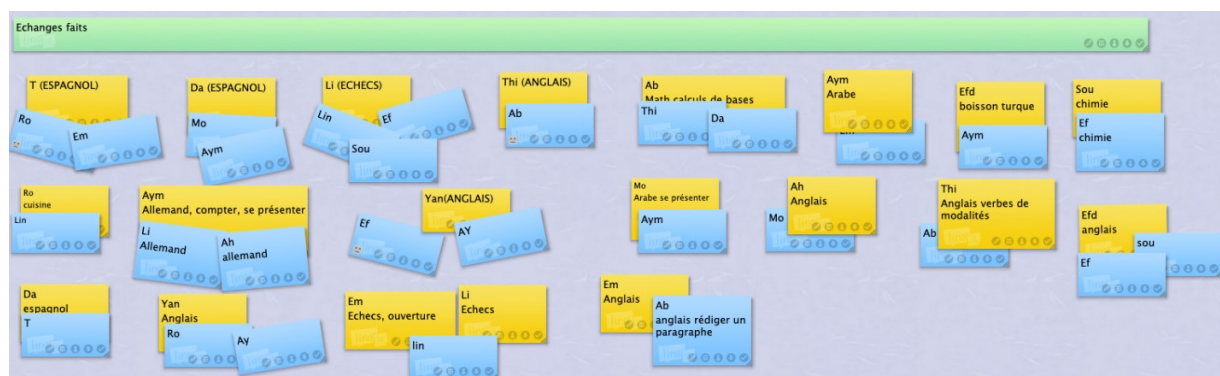 Echanges faits
T (ESPAGNOL)
Ro
Em
Da (ESPAGNOL)
Mo
Aym
Li (ECHECS)
Lin
Ef
Sou
Thi (ANGLAIS)
Ab
Ab
Math calculs de bases
Thi
Da
Aym
Arabe
Efd
boisson turque
Aym
Sou
chimie
Ef
chimie
Ro
cuisine
Lin
Aym
Allemand, compter, se présenter
Li
Allemand
Ah
allemand
Yan(ANGLAIS)
Ef
AY
Mo
Arabe se présenter
Aym
Ah
Anglais
Mo
Thi
Anglais verbes de
modalités
Ab
Efd
anglais
sou
Ef
Da
espagnol
T
Yan
Anglais
Ro
Ay
Em
Echecs, ouverture
Li
Echecs
lin
Em
Anglais
Ab
anglais rédiger un
paragraphe